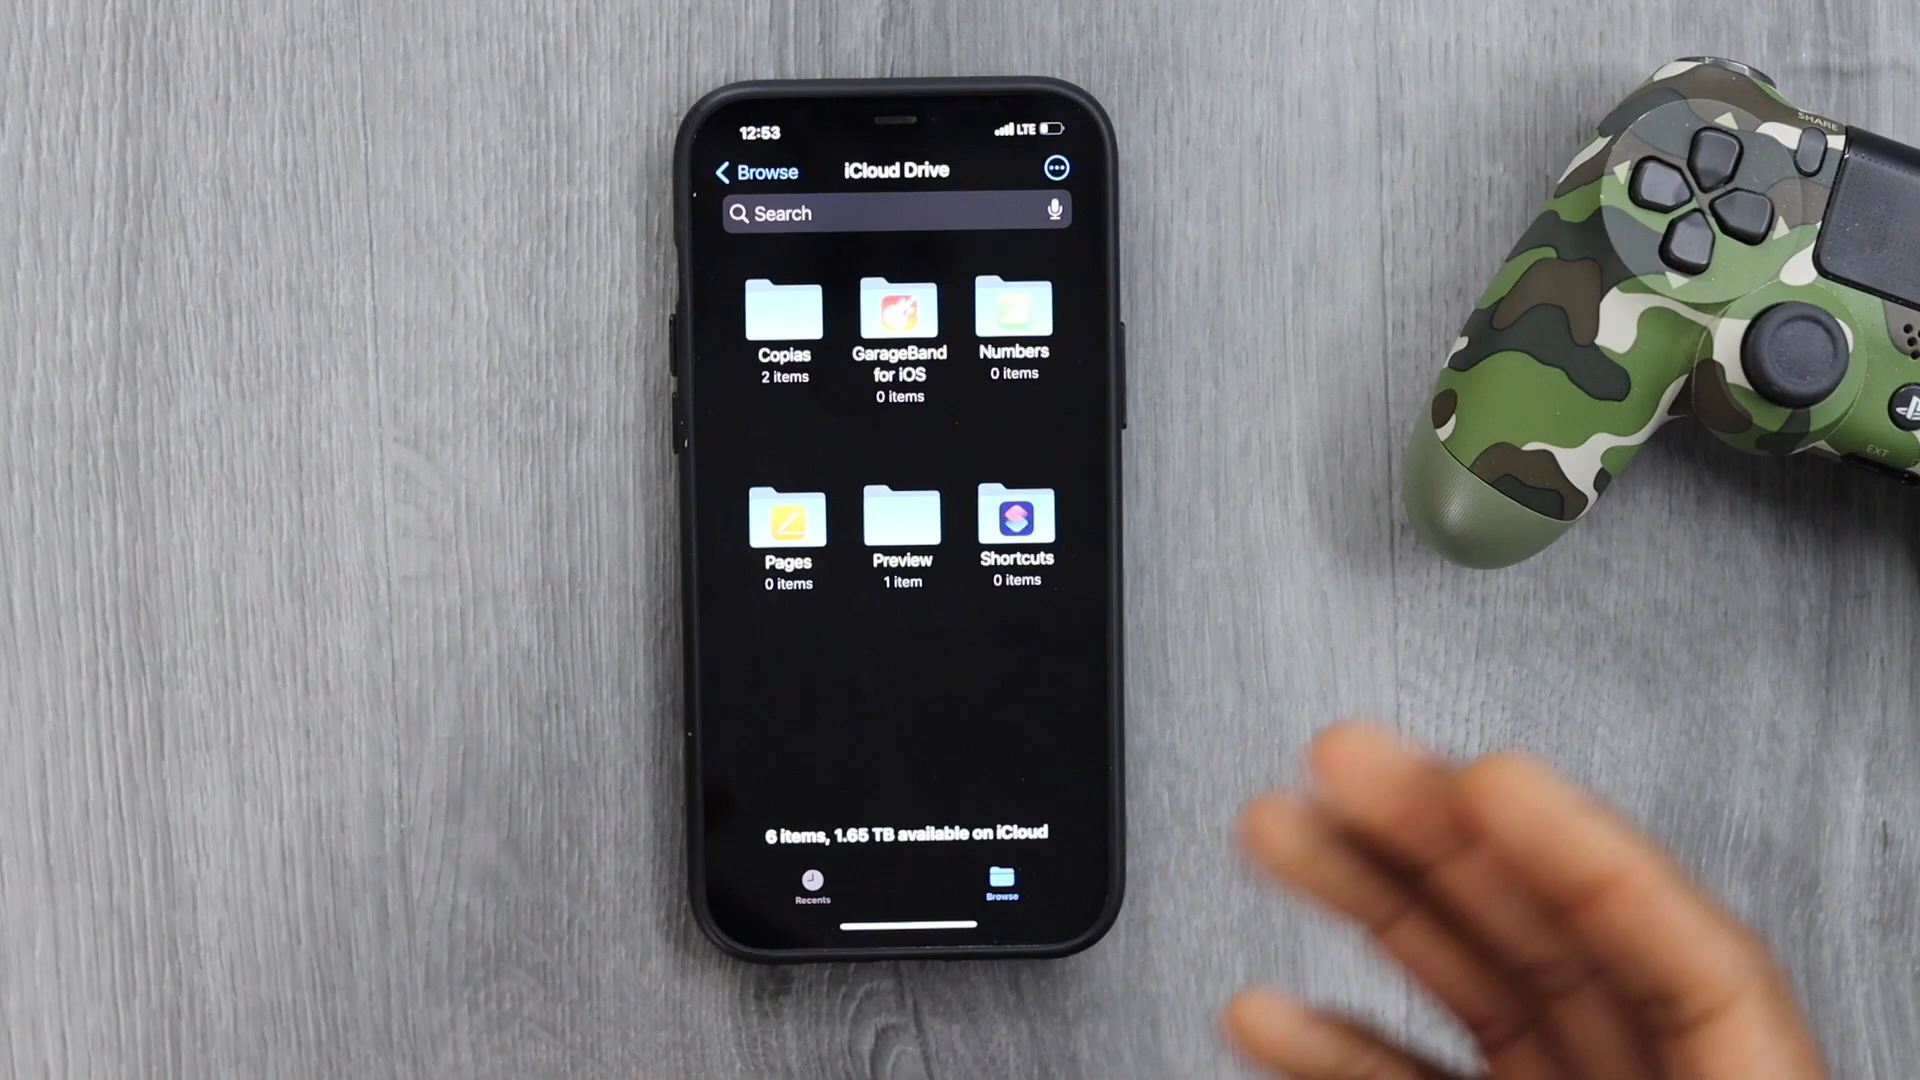 12:53
LTE
Browse
iCloud Drive
Search
Copias
2 items
GarageBand
for iOS
0 items
Numbers
0 items
Pages
0 items
Preview
1 item
Shortcuts
0 items
6 items, 1.65 TB available on iCloud
Recents
Browse
SHARE
EXT